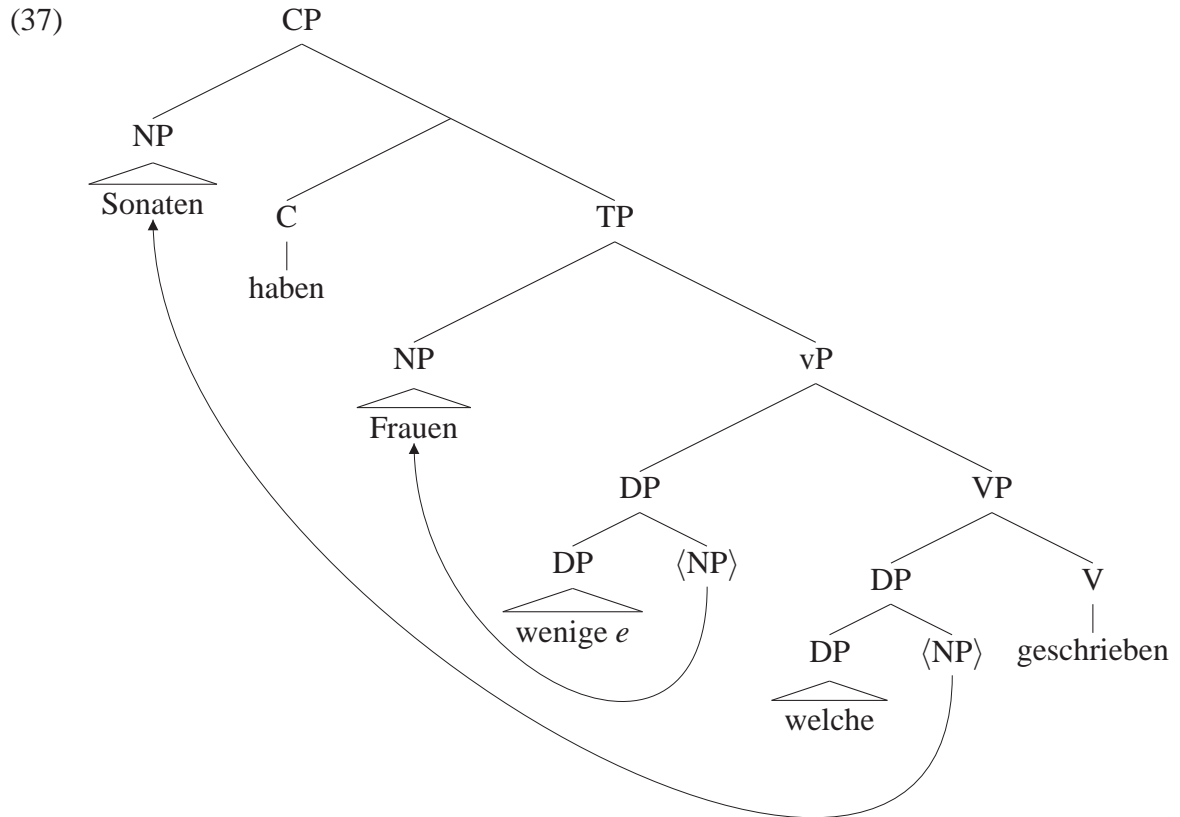 (37) CP
NP
Sonaten C TP
haben
NP vP
Frauen
DP VP
DP ⟨NP⟩ DP V
wenige e DP ⟨NP⟩ geschrieben
welche